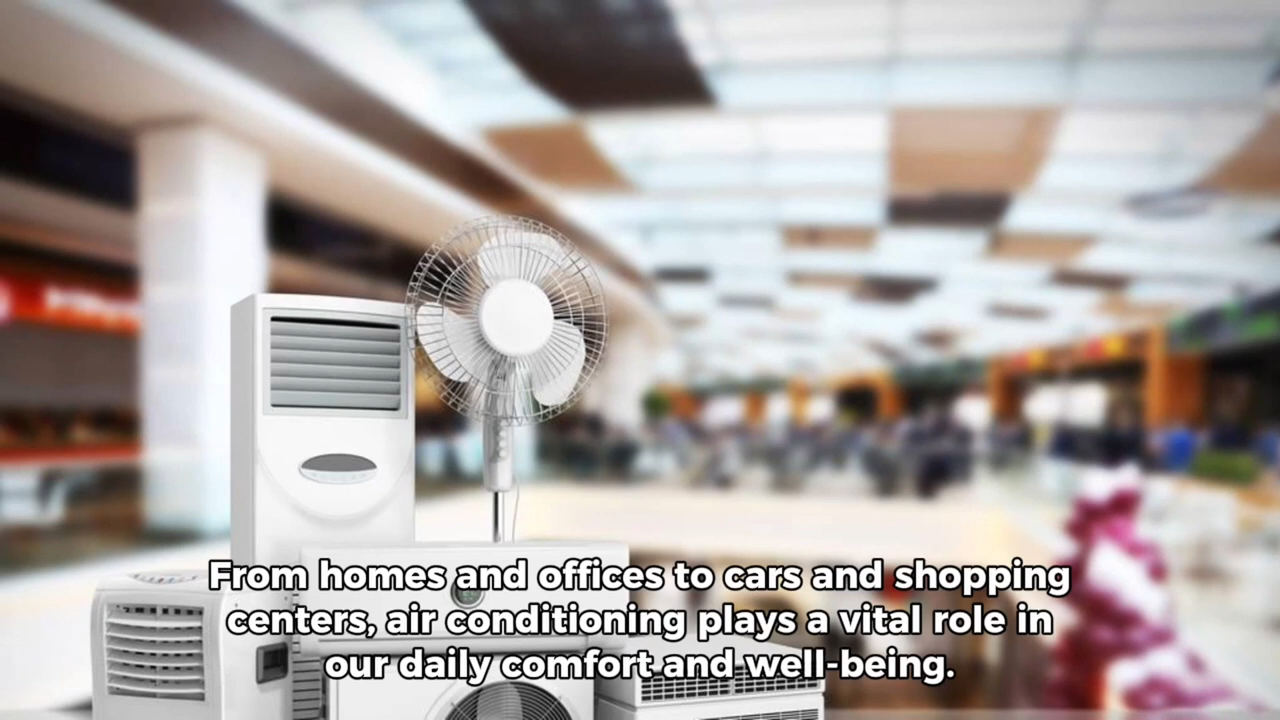 From homes and offices to cars and shopping
centers, air conditioning plays a vital role in
our daily comfort and well-being.